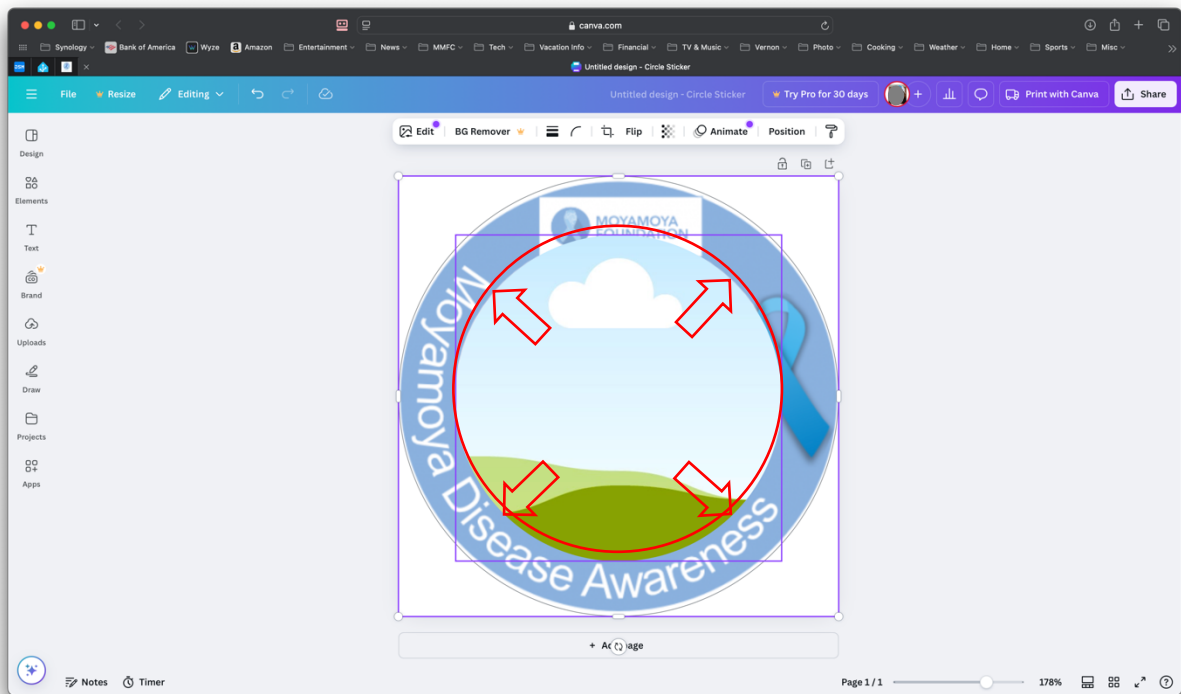 canva.com
Synology
Bank of America
Wyze
Amazon
Entertainment
News
MMFC
Tech
Vacation Info
Financial
TV & Music
Vernon
Photo
Cooking
Weather
Home
Sports
Misc
Untitled design - Circle Sticker
File
Resize
Editing
Untitled design - Circle Sticker
Try Pro for 30 days
Print with Canva
Share
Edit
BG Remover
Flip
Animate
Position
Design
Elements
Text
Brand
Uploads
Draw
Projects
Apps
MOYAMOYA
FOUNDATION
Moyamoya Disease Awareness
Notes
Timer
Page 1 / 1
178%